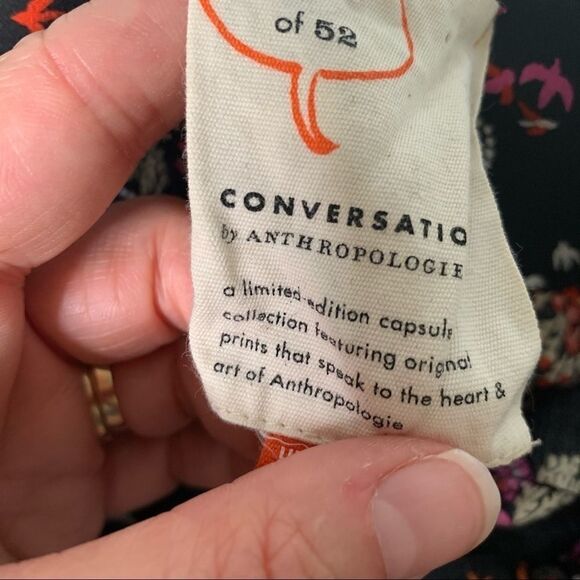 of 52
CONVERSATIO
by ANTHROPOLOGIE
a limited-edition capsule
collection featuring original
prints that speak to the heart &
art of Anthropologie